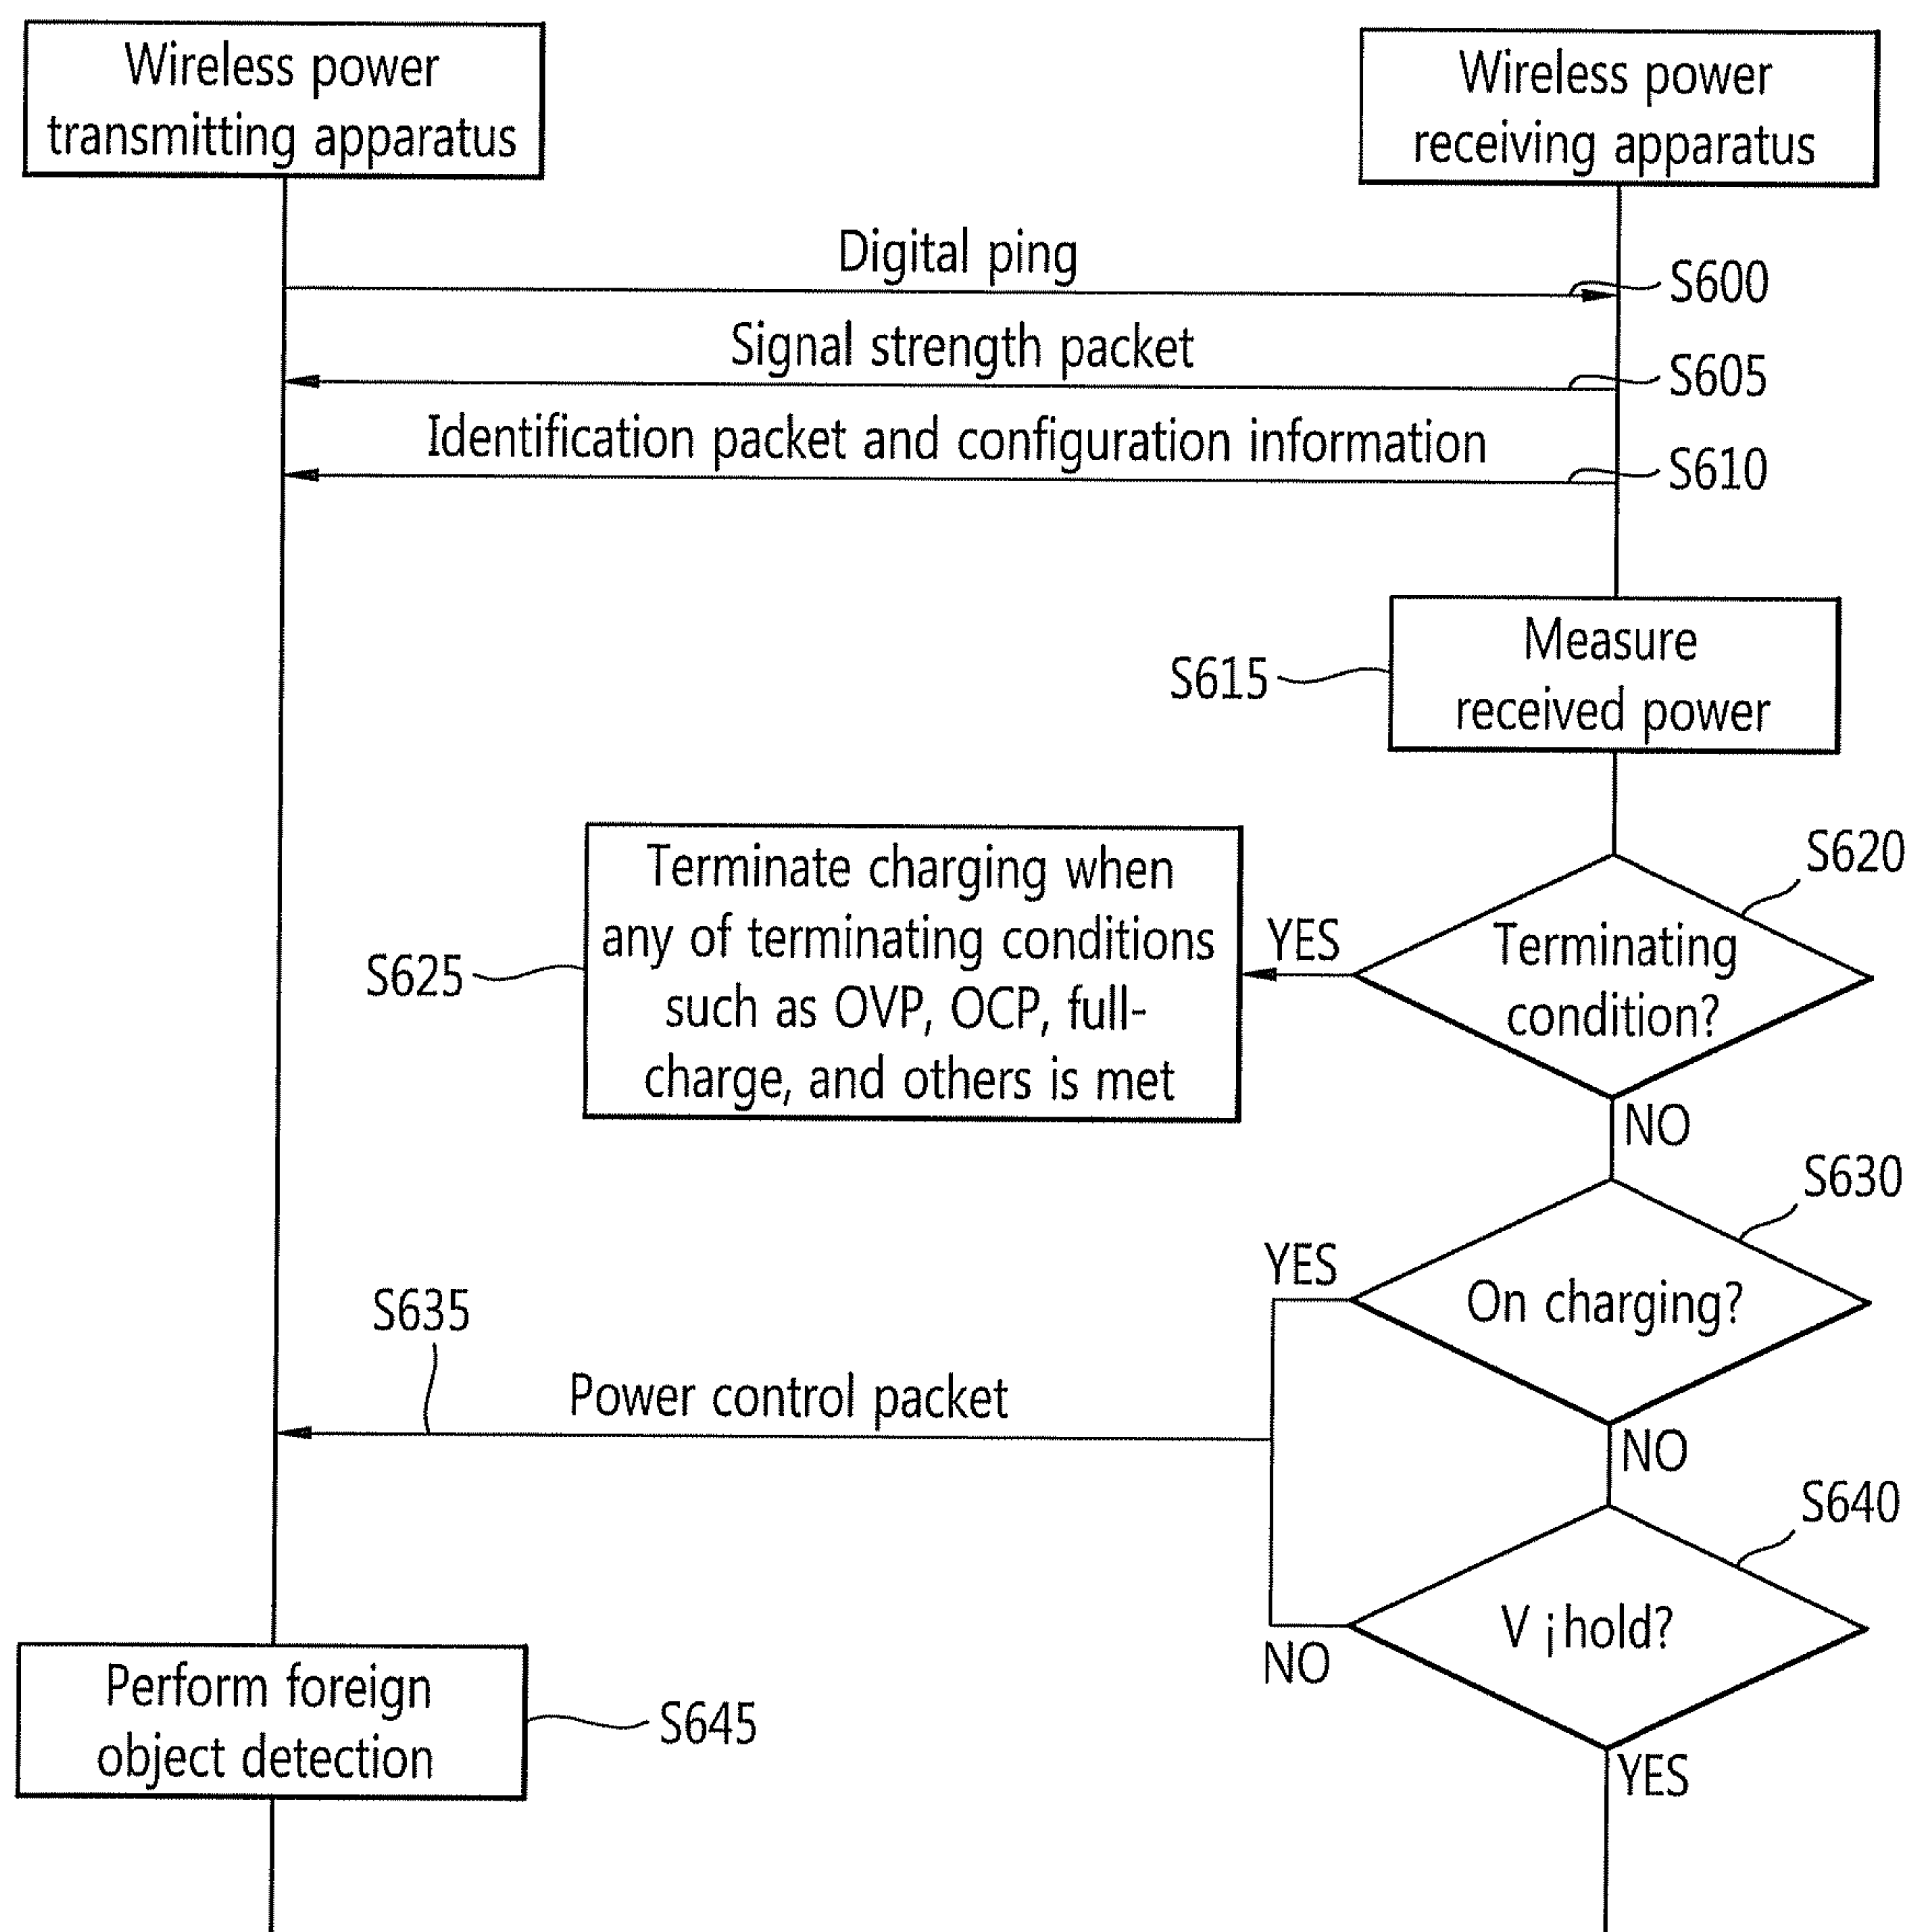 Wireless power
transmitting apparatus
Wireless power
receiving apparatus
Digital ping
S600
Signal strength packet
S605
Identification packet and configuration information
S610
Measure
received power
S615
S620
Terminating
condition?
YES
Terminate charging when
any of terminating conditions
such as OVP, OCP, full-
charge, and others is met
S625
NO
S630
On charging?
YES
S635
Power control packet
NO
S640
V ¡hold?
NO
YES
Perform foreign
object detection
S645